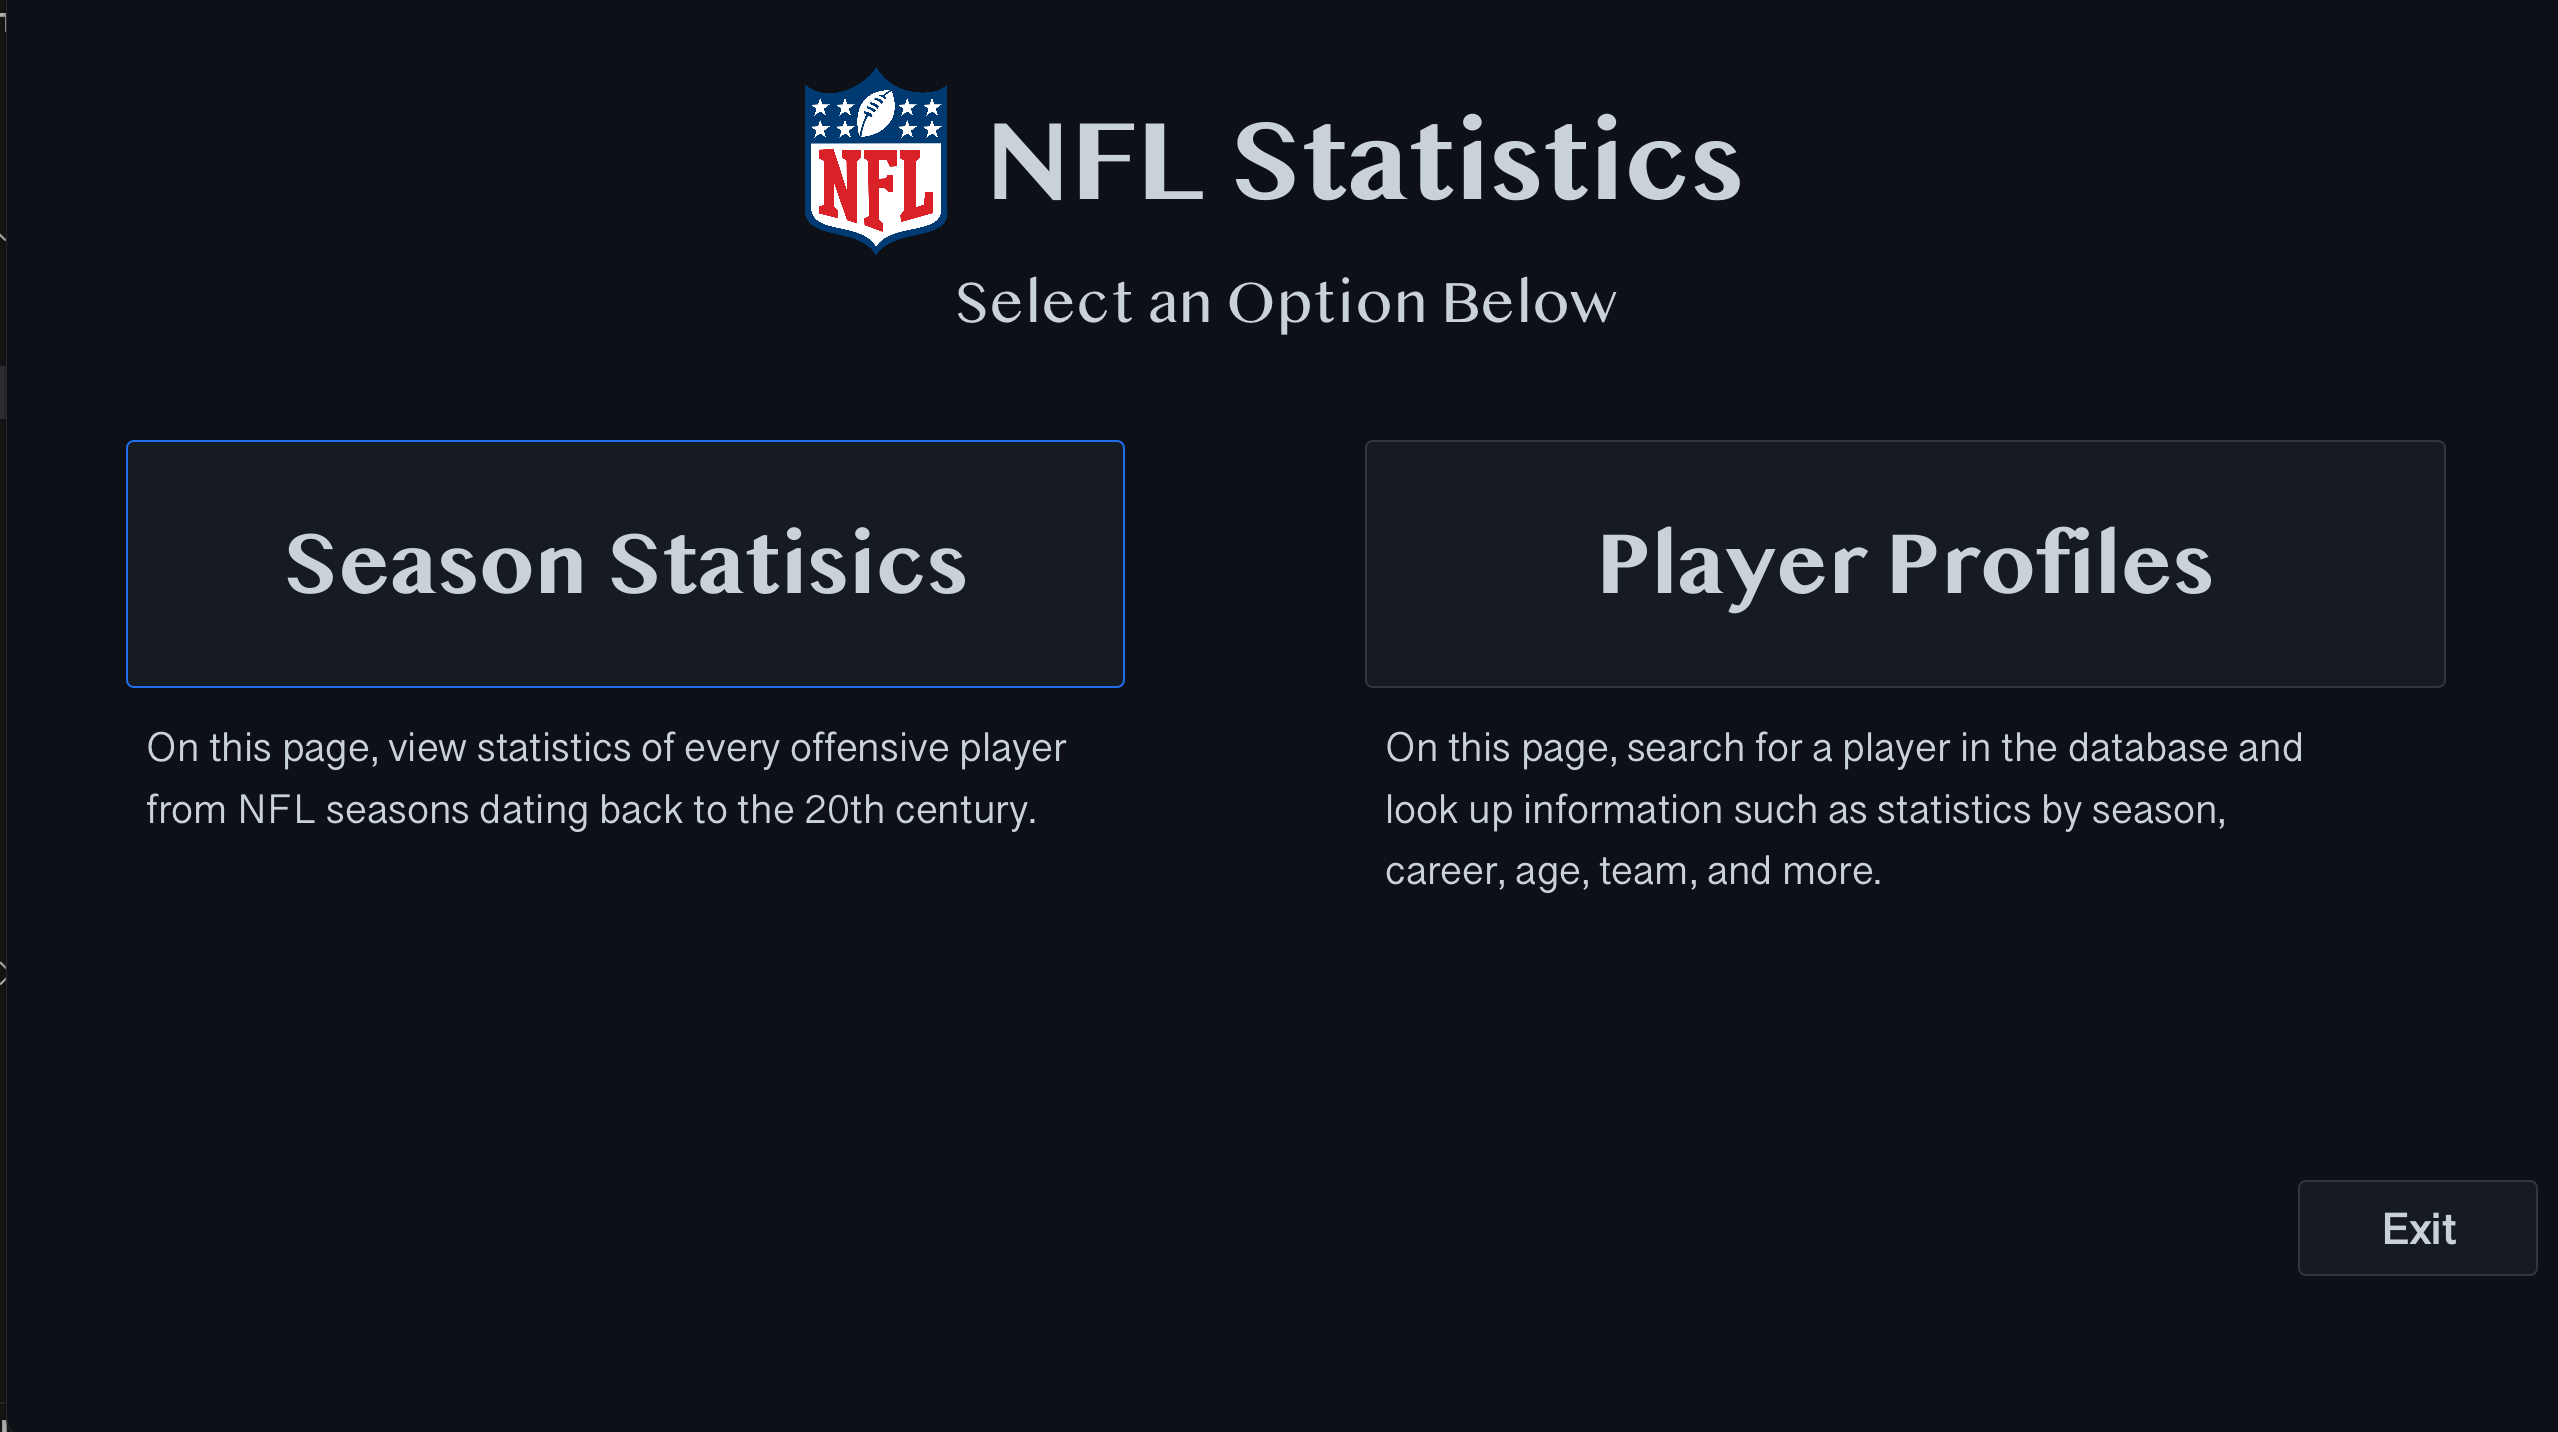 NFL
NFL Statistics
Select an Option Below
Season Statisics
Player Profiles
On this page, view statistics of every offensive player
from NFL seasons dating back to the 20th century.
On this page, search for a player in the database and
look up information such as statistics by season,
career, age, team, and more.
Exit